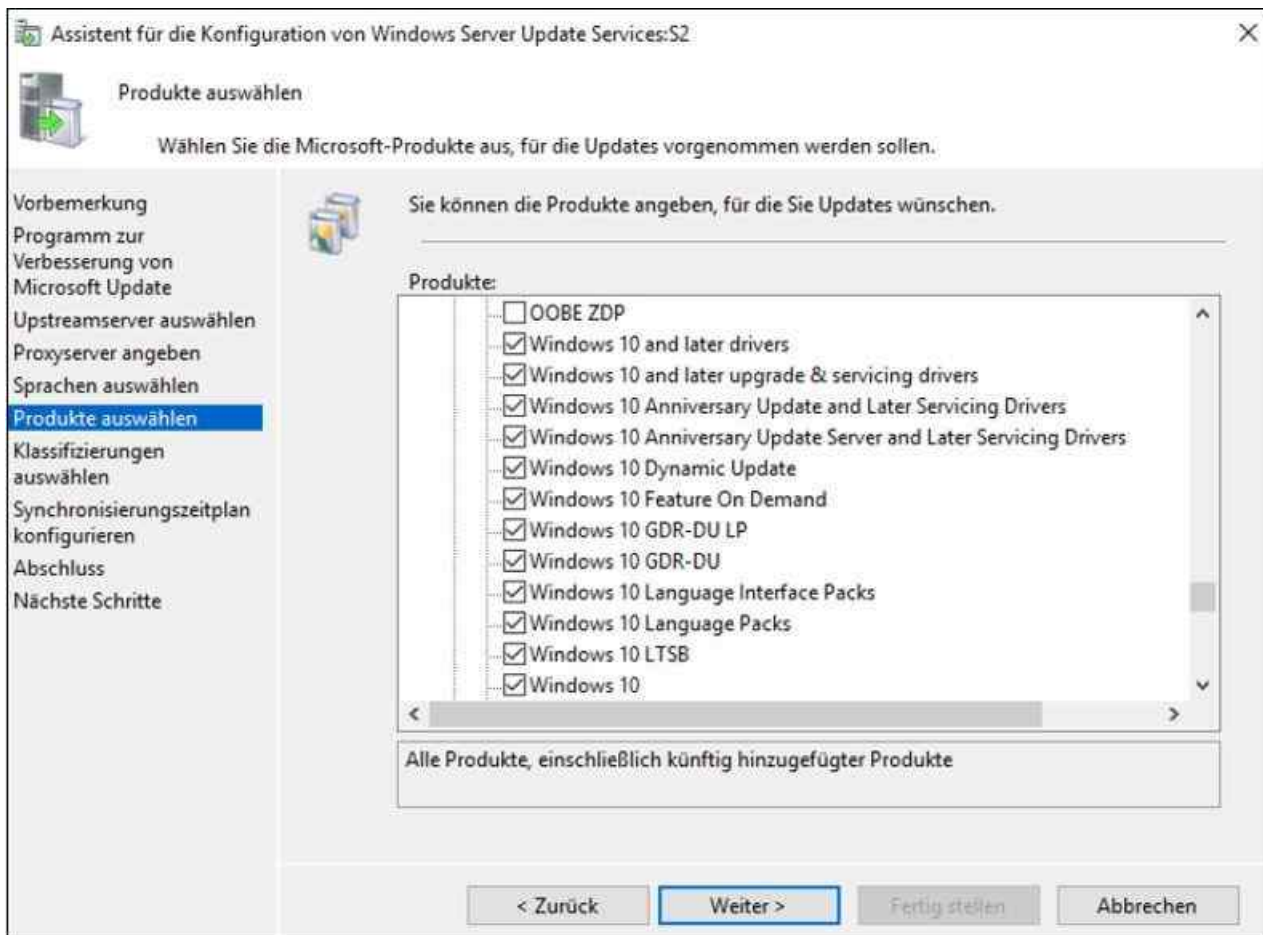 Assistent für die Konfiguration von Windows Server Update Services:S2
Produkte auswählen
Wählen Sie die Microsoft-Produkte aus, für die Updates vorgenommen werden sollen.
Vorbemerkung
Programm zur
Verbesserung von
Microsoft Update
Upstreamserver auswählen
Proxyserver angeben
Sprachen auswählen
Produkte auswählen
Klassifizierungen
auswählen
Synchronisierungszeitplan
konfigurieren
Abschluss
Nächste Schritte
Sie können die Produkte angeben, für die Sie Updates wünschen.
Produkte:
OOBE ZDP
Windows 10 and later drivers
Windows 10 and later upgrade & servicing drivers
Windows 10 Anniversary Update and Later Servicing Drivers
Windows 10 Anniversary Update Server and Later Servicing Drivers
Windows 10 Dynamic Update
Windows 10 Feature On Demand
Windows 10 GDR-DU LP
Windows 10 GDR-DU
Windows 10 Language Interface Packs
Windows 10 Language Packs
Windows 10 LTSB
Windows 10
Alle Produkte, einschließlich künftig hinzugefügter Produkte
< Zurück
Weiter >
Fertig stellen
Abbrechen